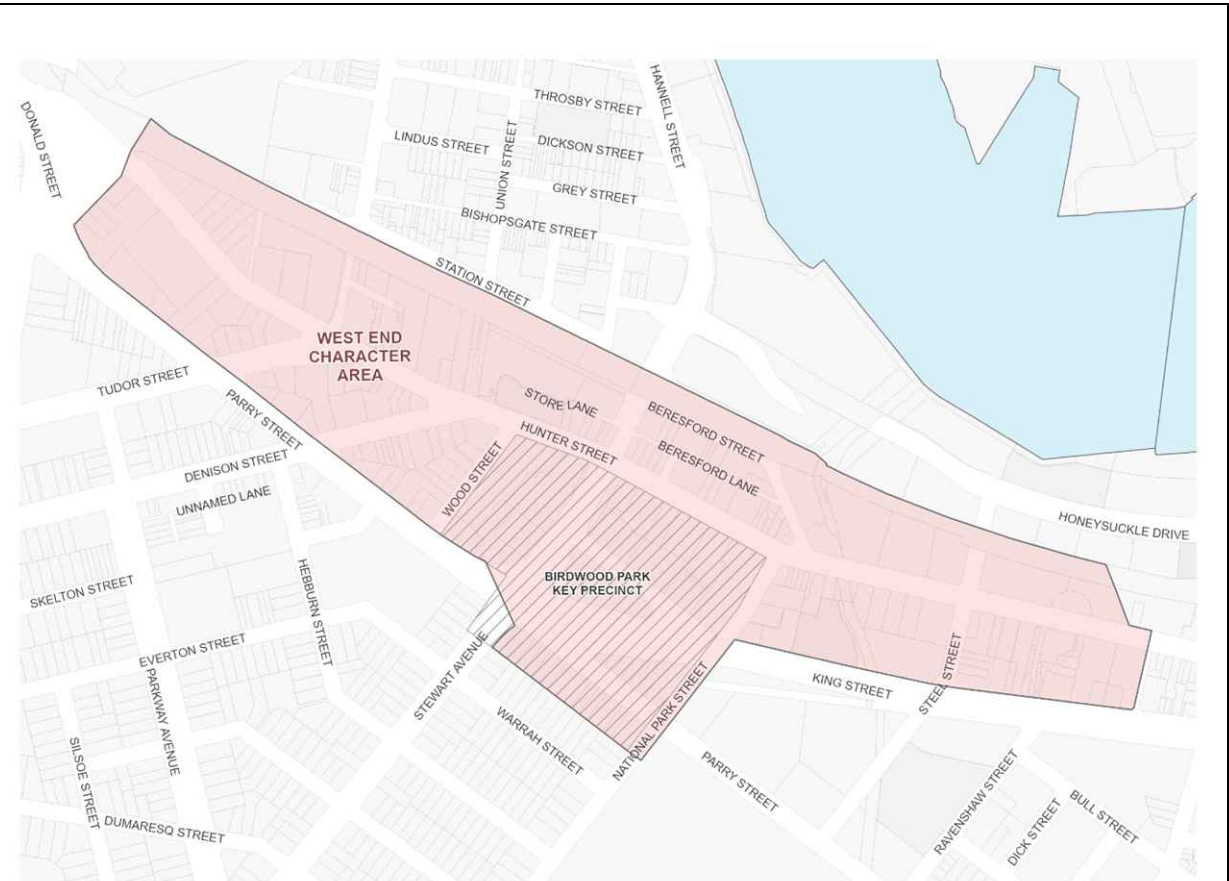 THROSBY STREET
HANNELL STREET
DONALD STREET
LINDUS STREET
UNION STREET
DICKSON STREET
GREY STREET
BISHOPSGATE STREET
STATION STREET
WEST END
CHARACTER
AREA
TUDOR STREET
PARRY STREET
STORE LANE
BERESFORD STREET
HUNTER STREET
BERESFORD LANE
DENISON STREET
WOOD STREET
UNNAMED LANE
HONEYSUCKLE DRIVE
BIRDWOOD PARK
KEY PRECINCT
SKELTON STREET
HEBBURN STREET
EVERTON STREET
STEWART AVENUE
PARKWAY AVENUE
KING STREET
STEEL STREET
NATIONAL PARK STREET
WARRAH STREET
SILSOE STREET
PARRY STREET
RAVENSHAW STREET
BULL STREET
DICK STREET
DUMARESQ STREET